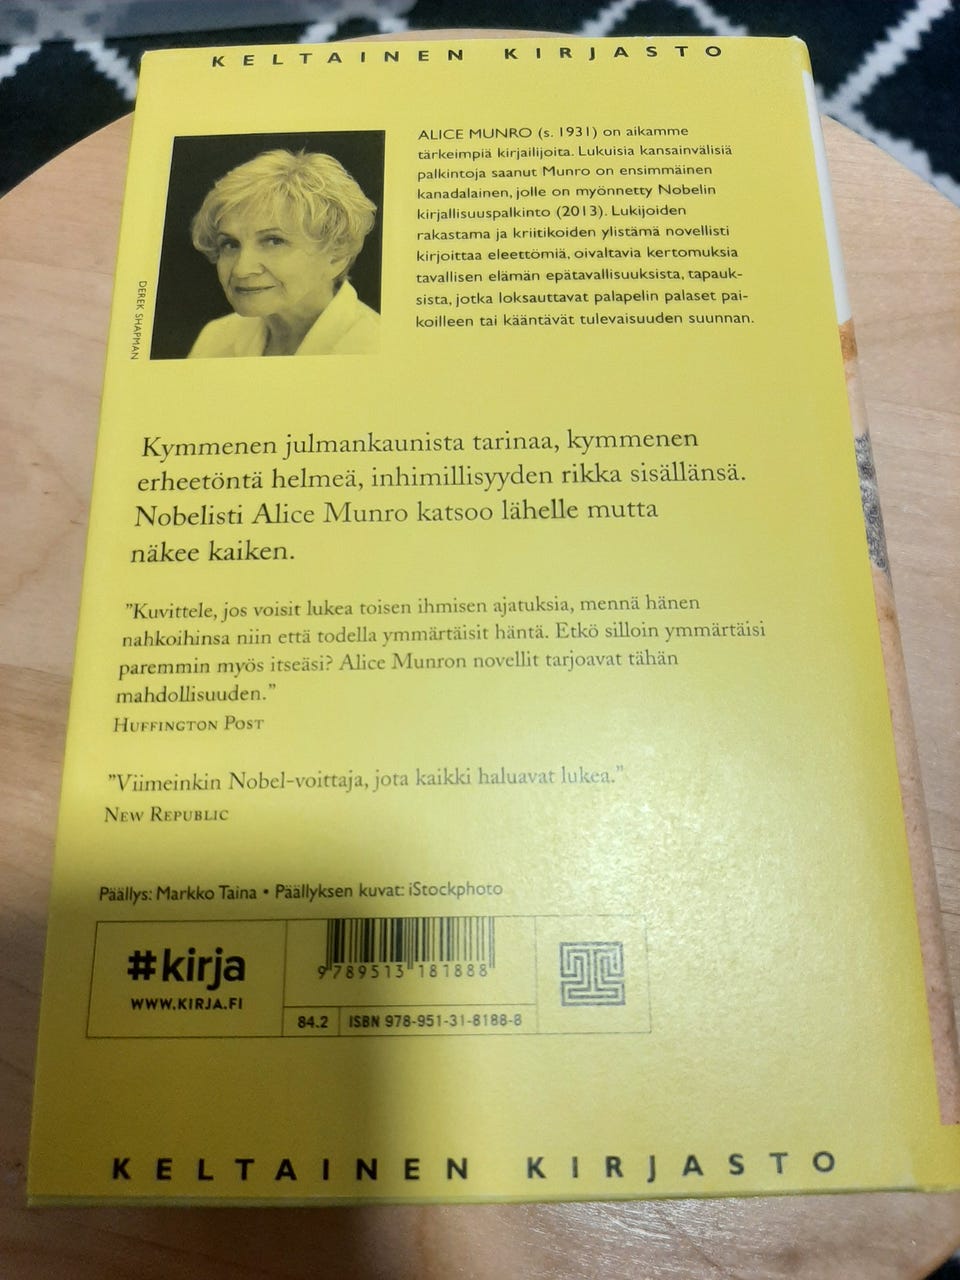 KELTAINEN KIRJASTO
ALICE MUNRO (s. 1931) on aikamme
tärkeimpiä kirjailijoita. Lukuisia kansainvälisiä
palkintoja saanut Munro on ensimmäinen
kanadalainen, jolle on myönnetty Nobelin
kirjallisuuspalkinto (2013). Lukijoiden
rakastama ja kriitikoiden ylistämä novellisti
kirjoittaa eleettömiä, oivaltavia kertomuksia
tavallisen elämän epätavallisuuksista, tapauk-
sista, jotka loksauttavat palapelin palaset pai-
koilleen tai kääntävät tulevaisuuden suunnan.
DEREK SHAPMAN
Kymmenen julmankaunista tarinaa, kymmenen
erheetöntä helmeä, inhimillisyyden rikka sisällänsä.
Nobelisti Alice Munro katsoo lähelle mutta
näkee kaiken.
"Kuvittele, jos voisit lukea toisen ihmisen ajatuksia, mennä hänen
nahkoihinsa niin että todella ymmärtäisit häntä. Etkö silloin ymmärtäisi
paremmin myös itseäsi? Alice Munron novellit tarjoavat tähän
mahdollisuuden."
HUFFINGTON POST
"Viimeinkin Nobel-voittaja, jota kaikki haluavat lukea."
NEW REPUBLIC
Päällys: Markko Taina • Päällyksen kuvat: iStockphoto
#kirja
WWW.KIRJA.FI
9 789513 181888
84.2 ISBN 978-951-31-8188-8
KELTAINEN KIRJASTO